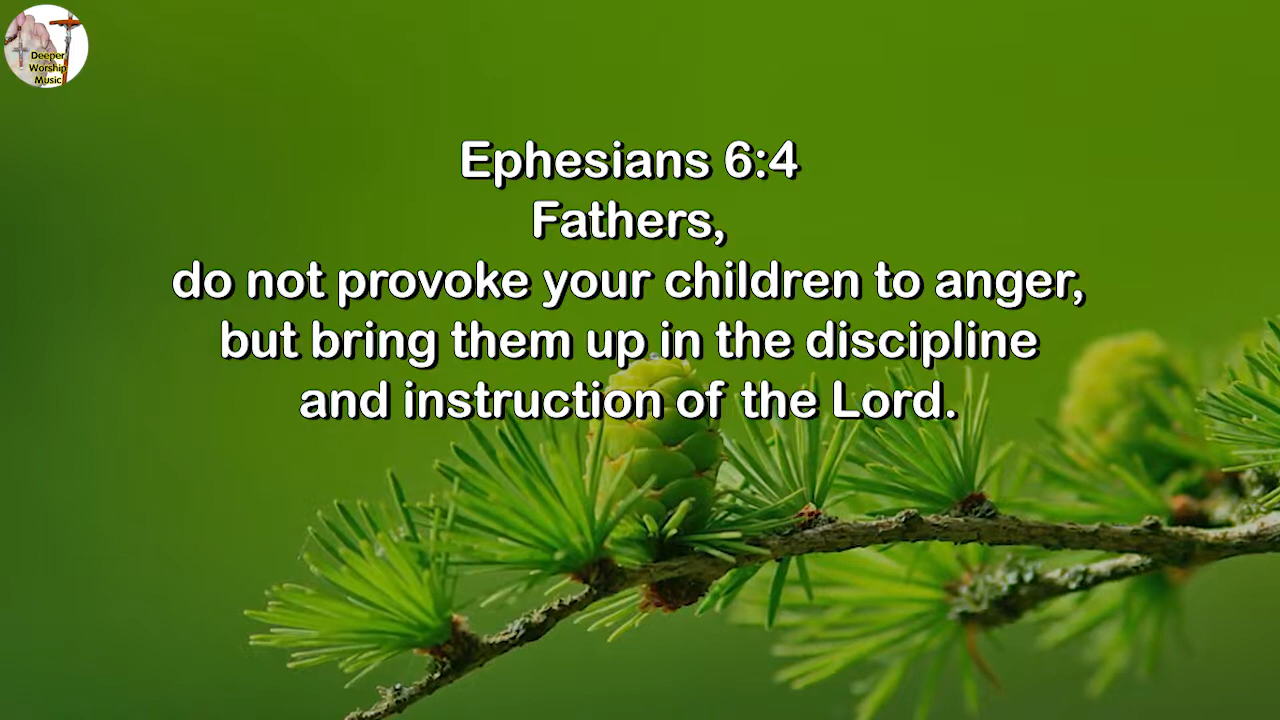 Deeper
Worship
Music
Ephesians 6:4
Fathers,
do not provoke your children to anger,
but bring them up in the discipline
and instruction of the Lord.